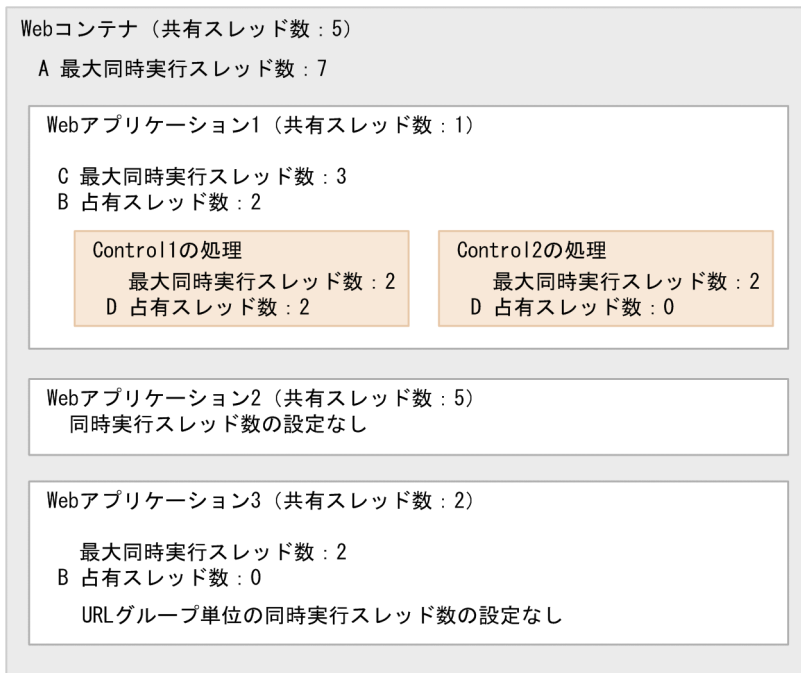 Webコンテナ（共有スレッド数：5）
A 最大同時実行スレッド数：7
Webアプリケーション1（共有スレッド数：1）
C 最大同時実行スレッド数：3
B 占有スレッド数：2
Control1の処理
最大同時実行スレッド数：2
D 占有スレッド数：2
Control2の処理
最大同時実行スレッド数：2
D 占有スレッド数：0
Webアプリケーション2（共有スレッド数：5）
同時実行スレッド数の設定なし
Webアプリケーション3（共有スレッド数：2）
最大同時実行スレッド数：2
B 占有スレッド数：0
URLグループ単位の同時実行スレッド数の設定なし